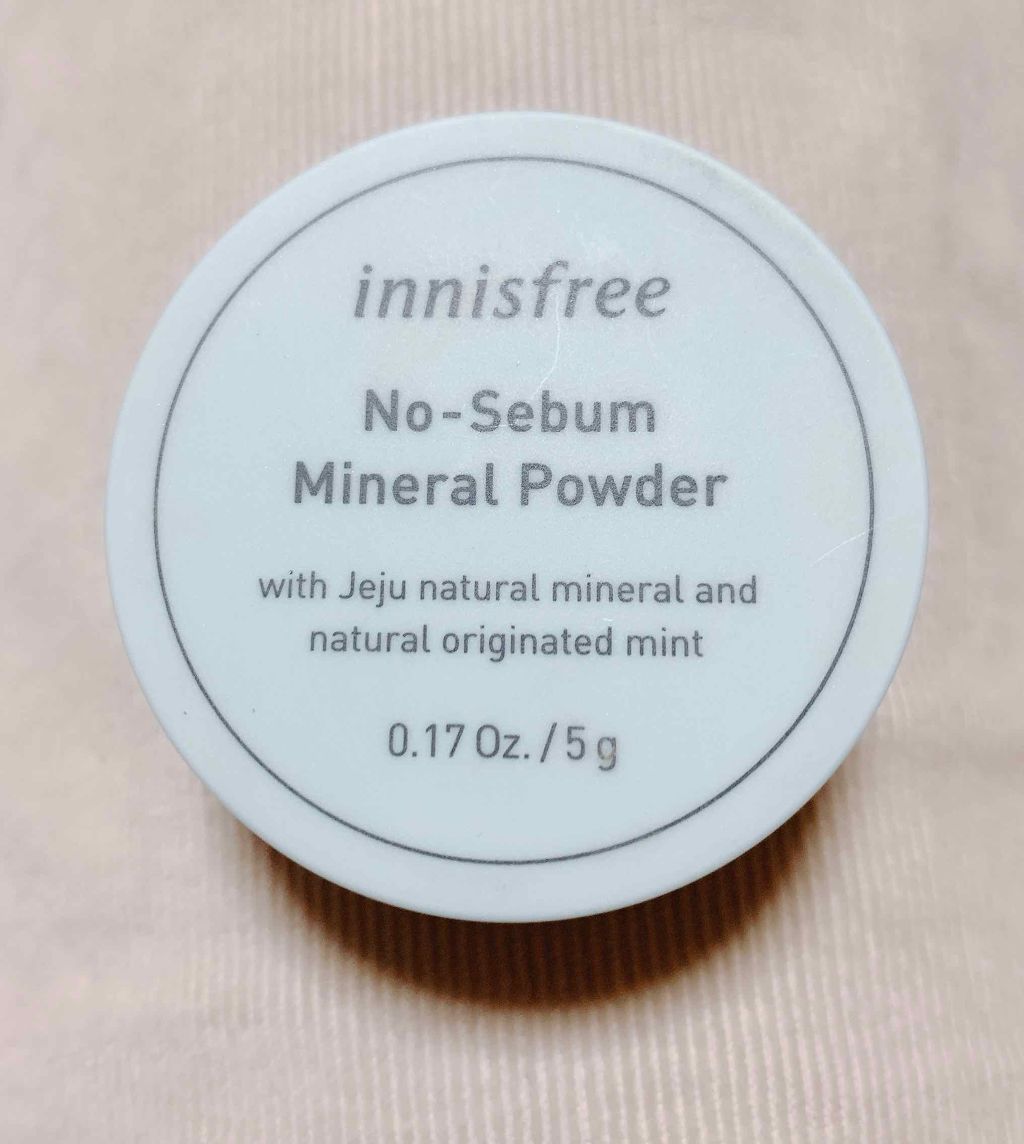 innisfree
No-Sebum
Mineral Powder
with Jeju natural mineral and
natural originated mint
0.17 Oz. / 5 g